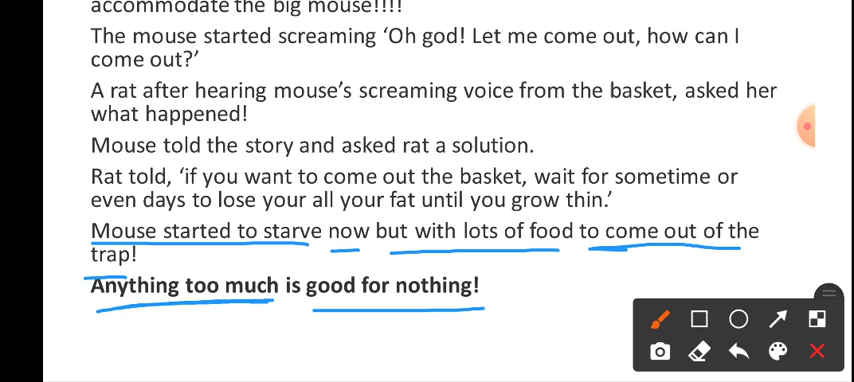 accommodate the big mouse!!!!
The mouse started screaming ‘Oh god! Let me come out, how can I
come out?’
A rat after hearing mouse’s screaming voice from the basket, asked her
what happened!
Mouse told the story and asked rat a solution.
Rat told, ‘if you want to come out the basket, wait for sometime or
even days to lose your all your fat until you grow thin.’
Mouse started to starve now but with lots of food to come out of the
trap!
Anything too much is good for nothing!